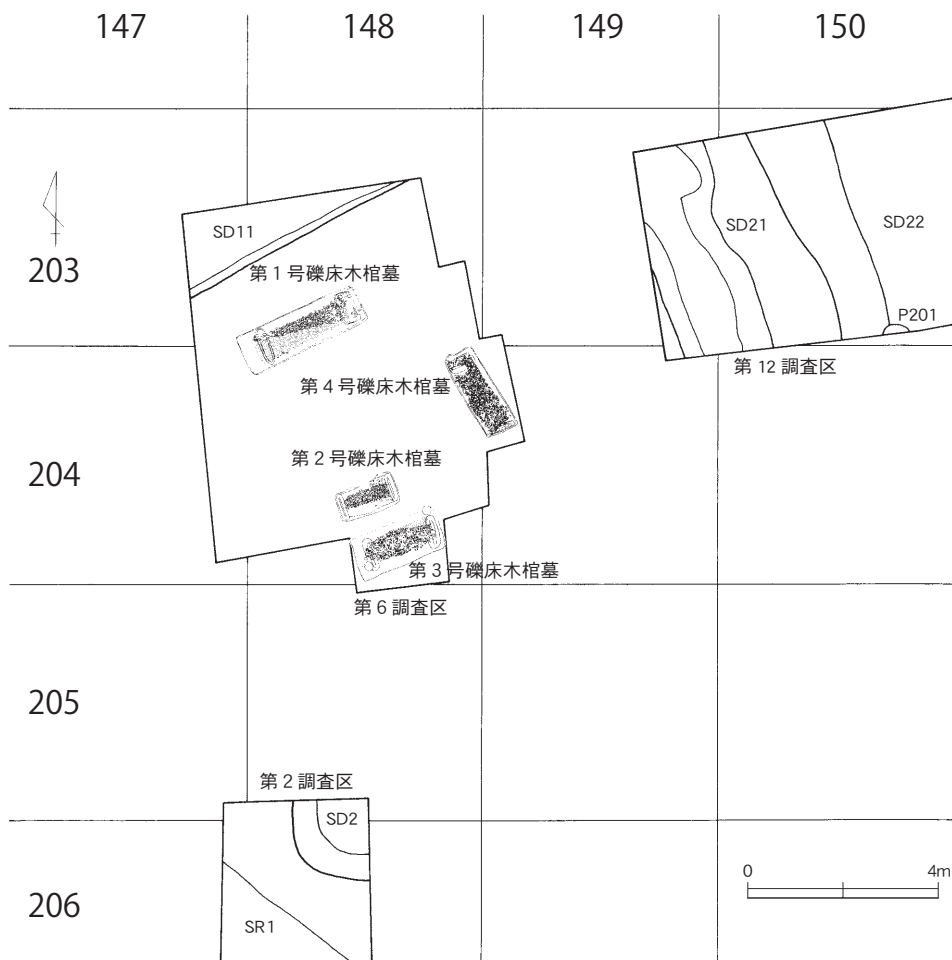 147
148
149
150
203
204
205
206
SD11
第1号礫床木棺墓
第4号礫床木棺墓
第2号礫床木棺墓
第3号礫床木棺墓
第6調査区
SD21
SD22
P201
第12調査区
第2調査区
SD2
SR1
0
4m